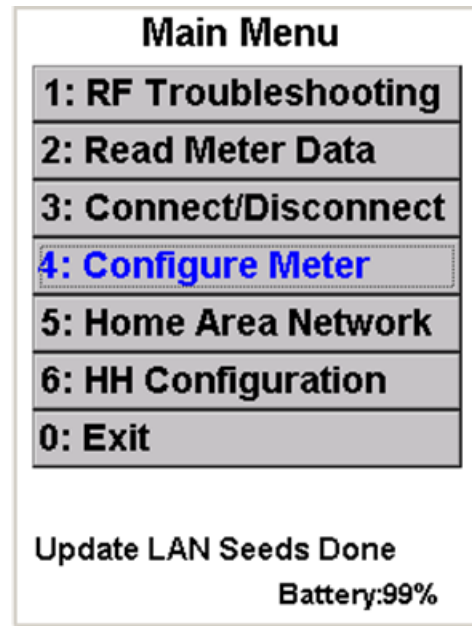 Main Menu
1: RF Troubleshooting
2: Read Meter Data
3: Connect/Disconnect
4: Configure Meter
5: Home Area Network
6: HH Configuration
0: Exit
Update LAN Seeds Done
Battery:99%